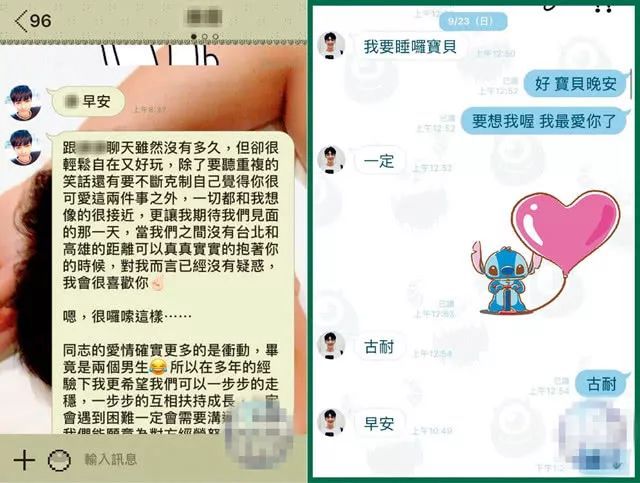 96
早安
上午8:37
跟 聊天雖然沒有多久，但卻很
輕鬆自在又好玩，除了要聽重複的
笑話還有要不斷克制自己覺得你很
可愛這兩件事之外，一切都和我想
像的很接近，更讓我期待我們見面
的那一天，當我們之間沒有台北和
高雄的距離可以真真實實的抱著你
的時候，對我而言已經沒有疑惑，
我會很喜歡你☝🏻
嗯，很囉嗦這樣⋯⋯
同志的愛情確實更多的是衝動，畢
竟是兩個男生😂所以在多年的經
驗下我更希望我們可以一步步的走
穩，一步步的互相扶持成長，一定
會遇到困難一定會需要溝
輸入訊息
9/23（日）
我要睡囉寶貝
上午12:50
已讀
上午12:52
好 寶貝晚安
已讀
上午12:52
要想我喔 我最愛你了
一定
上午12:52
已讀
上午12:53
古耐
上午12:54
已讀
上午12:54
古耐
早安
上午10:49